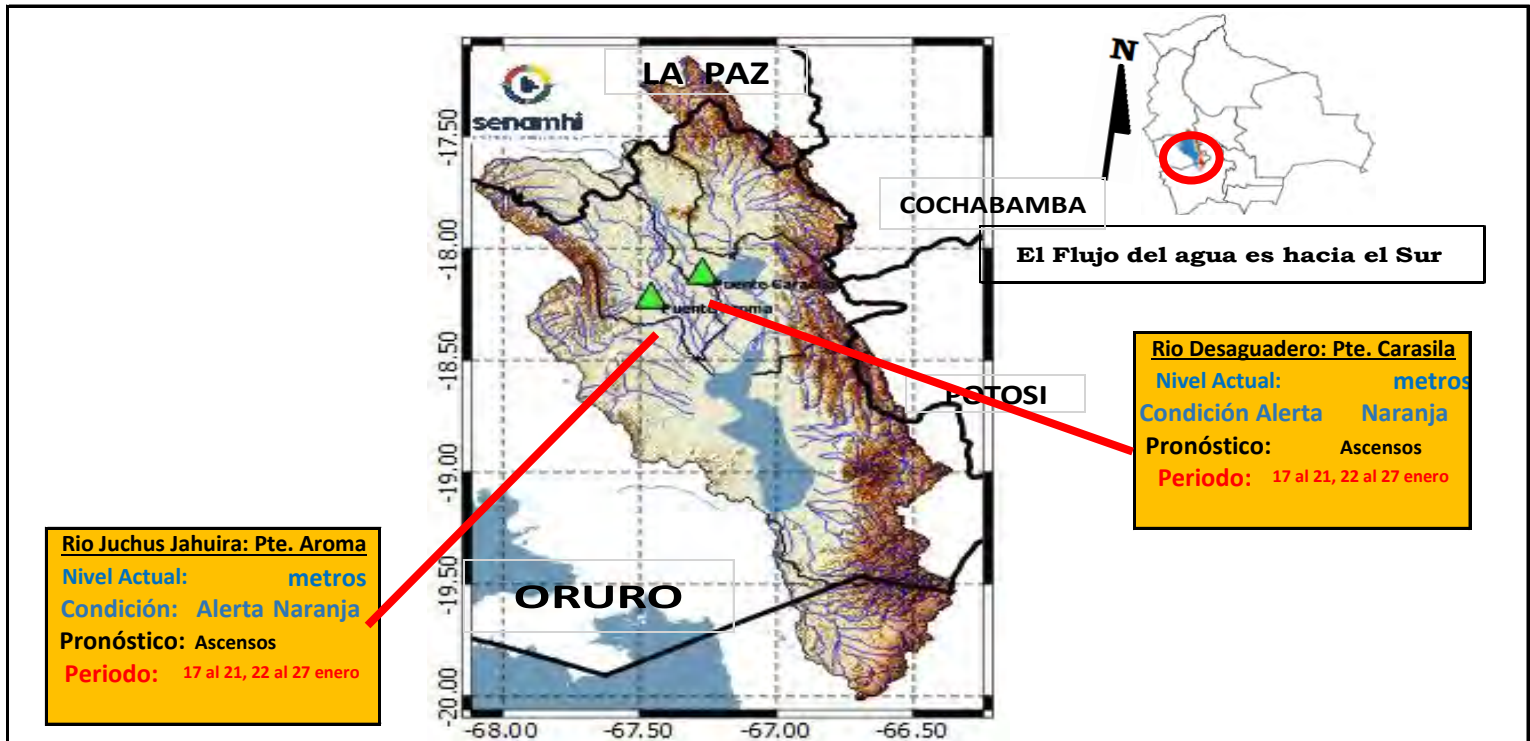 LA PAZ
senamhi
N
COCHABAMBA
El Flujo del agua es hacia el Sur
POTOSI
ORURO
Rio Desaguadero: Pte. Carasila
Nivel Actual: metros
Condición Alerta Naranja
Pronóstico: Ascensos
Periodo: 17 al 21, 22 al 27 enero
Rio Juchus Jahuira: Pte. Aroma
Nivel Actual: metros
Condición: Alerta Naranja
Pronóstico: Ascensos
Periodo: 17 al 21, 22 al 27 enero
Puente Carasila
Puente Aroma
-17.50
-18.00
-18.50
-19.00
-19.50
-20.00
-68.00 -67.50 -67.00 -66.50